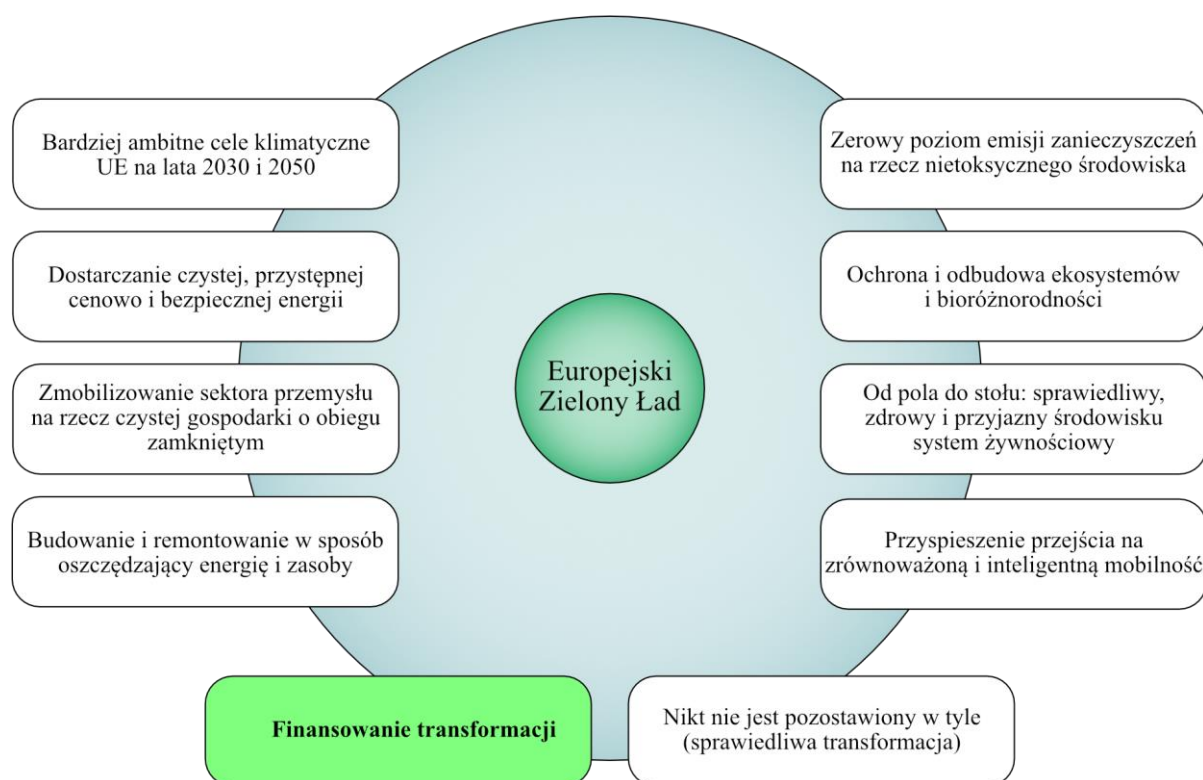 Bardziej ambitne cele klimatyczne
UE na lata 2030 i 2050
Dostarczanie czystej, przystępnej
cenowo i bezpiecznej energii
Zmobilizowanie sektora przemysłu
na rzecz czystej gospodarki o obiegu
zamkniętym
Budowanie i remontowanie w sposób
oszczędzający energię i zasoby
Europejski
Zielony Ład
Zerowy poziom emisji zanieczyszczeń
na rzecz nietoksycznego środowiska
Ochrona i odbudowa ekosystemów
i bioróżnorodności
Od pola do stołu: sprawiedliwy,
zdrowy i przyjazny środowisku
system żywnościowy
Przyspieszenie przejścia na
zrównoważoną i inteligentną mobilność
Finansowanie transformacji
Nikt nie jest pozostawiony w tyle
(sprawiedliwa transformacja)